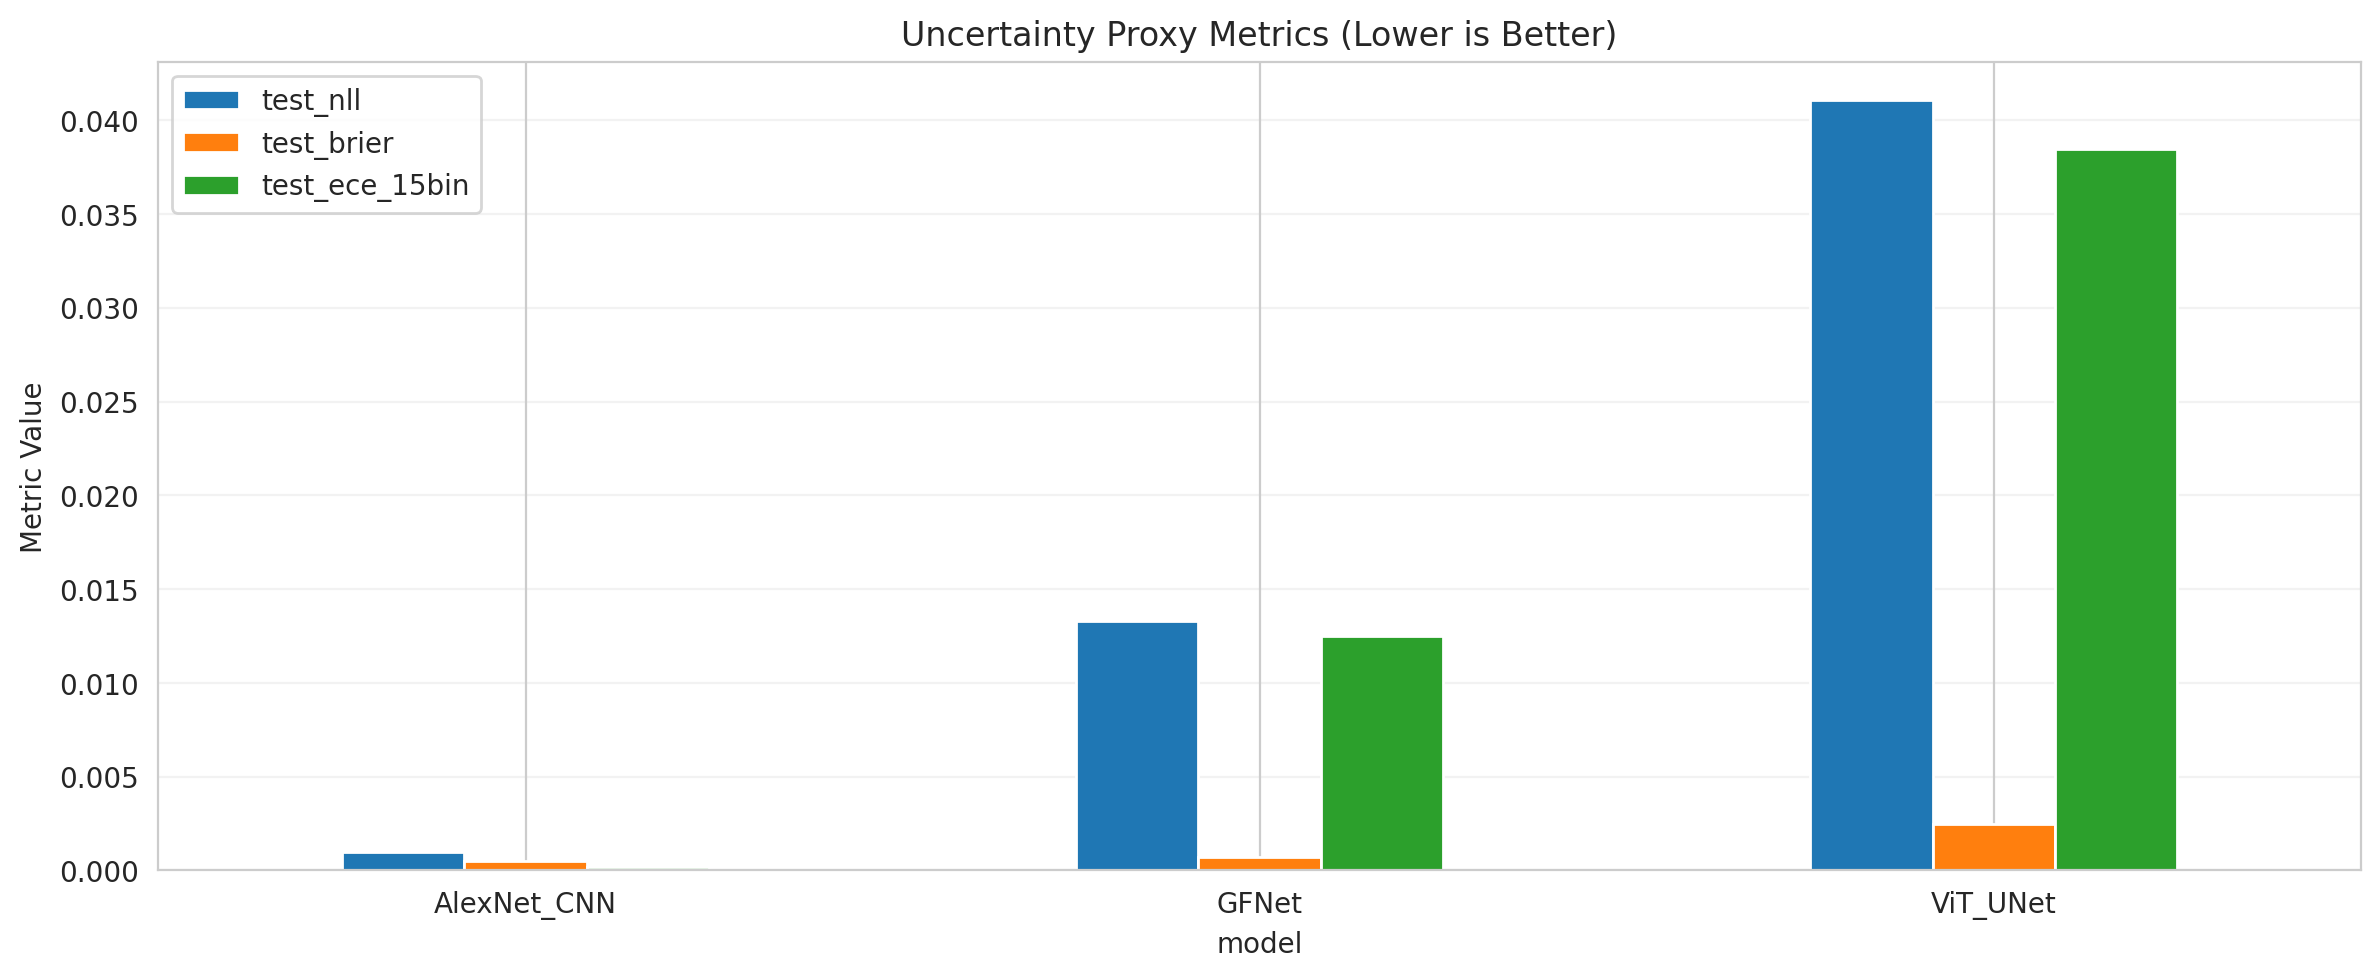 Uncertainty Proxy Metrics (Lower is Better)
test_nll
test_brier
test_ece_15bin
Metric Value
0.040
0.035
0.030
0.025
0.020
0.015
0.010
0.005
0.000
AlexNet_CNN
GFNet
ViT_UNet
model